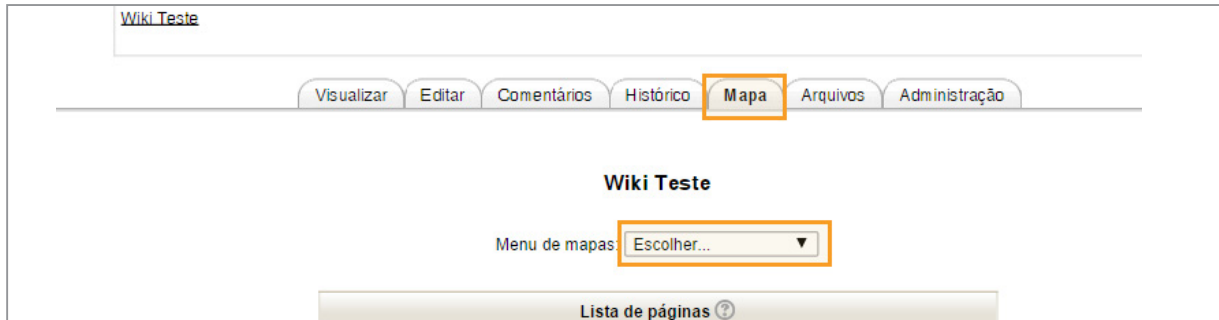 Wiki Teste
Visualizar Editar Comentários Histórico Mapa Arquivos Administração
Wiki Teste
Menu de mapas: Escolher...
Lista de páginas